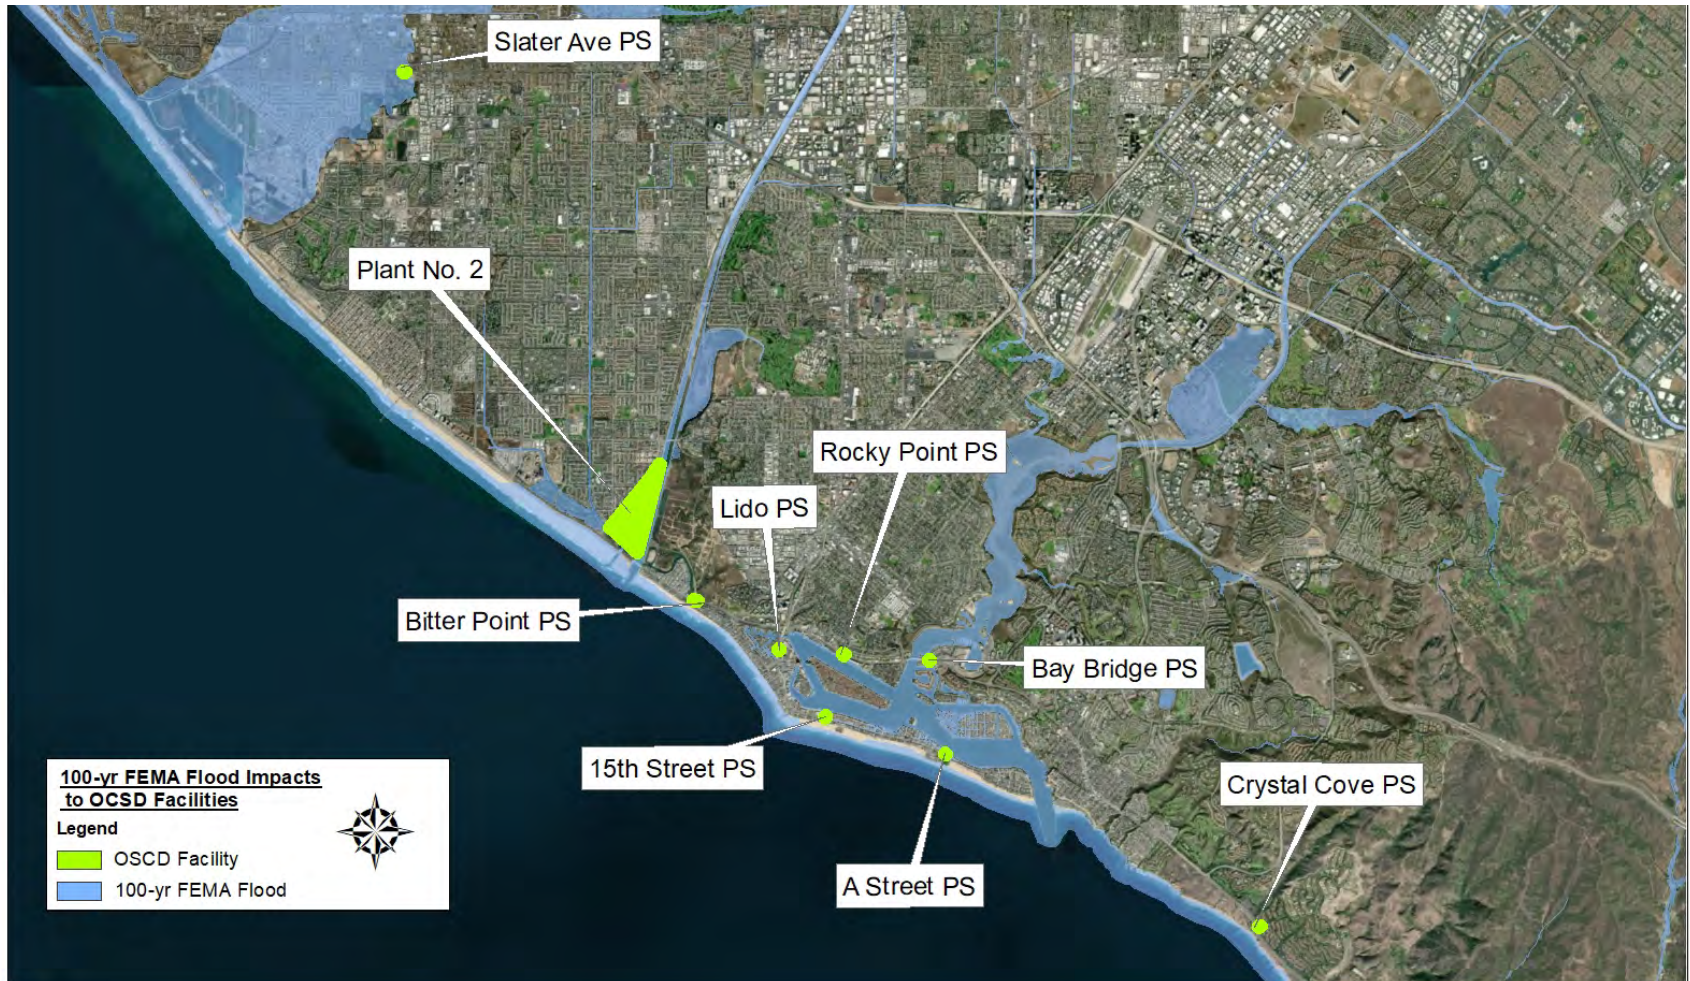 Slater Ave PS
Plant No. 2
Rocky Point PS
Lido PS
Bitter Point PS
Bay Bridge PS
15th Street PS
Crystal Cove PS
A Street PS
100-yr FEMA Flood Impacts
to OCSD Facilities
Legend
OSCD Facility
100-yr FEMA Flood